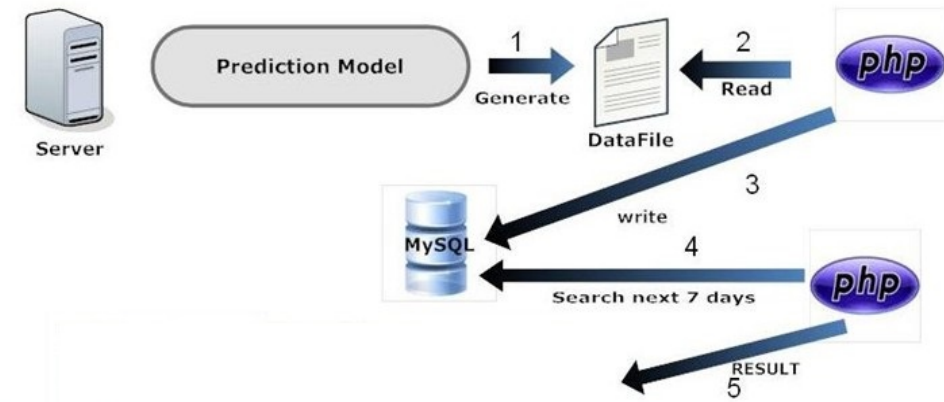 Server
Prediction Model
1
Generate
DataFile
2
Read
php
3
write
MySQL
4
Search next 7 days
php
RESULT
5